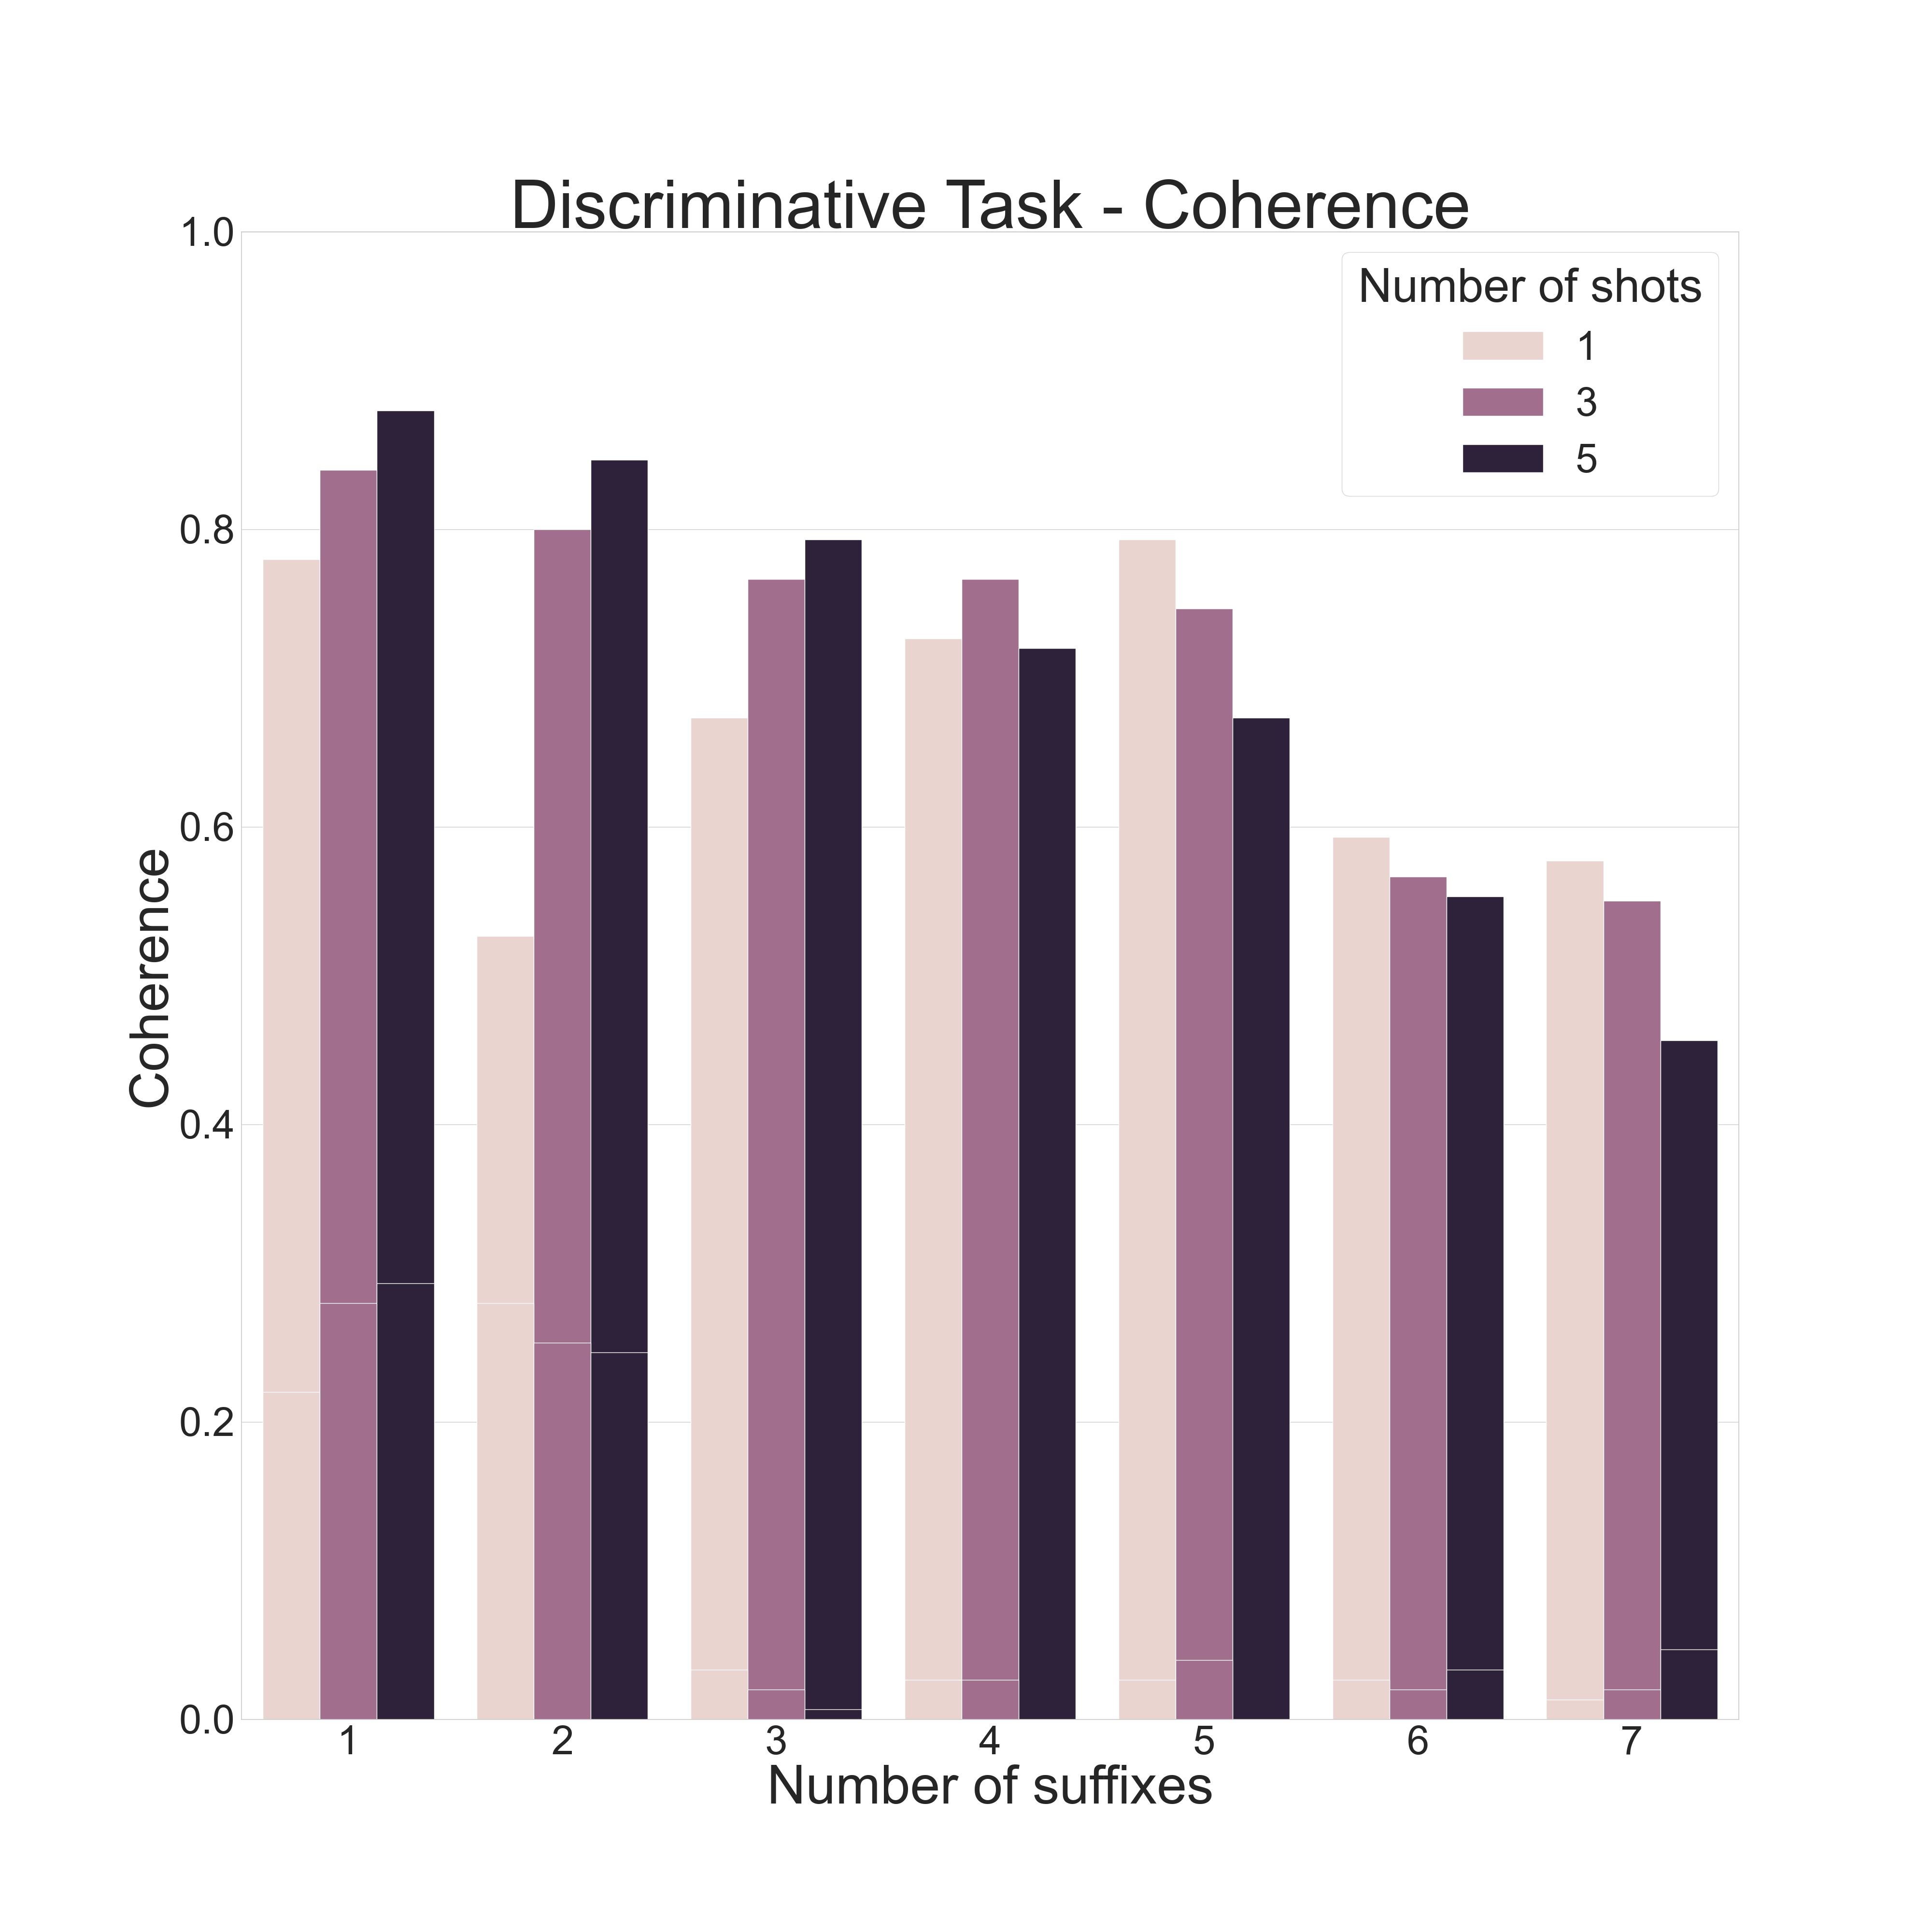 Discriminative Task - Coherence
Number of shots
1
3
5
Coherence
1.0
0.8
0.6
0.4
0.2
0.0
1 2 3 4 5 6 7
Number of suffixes